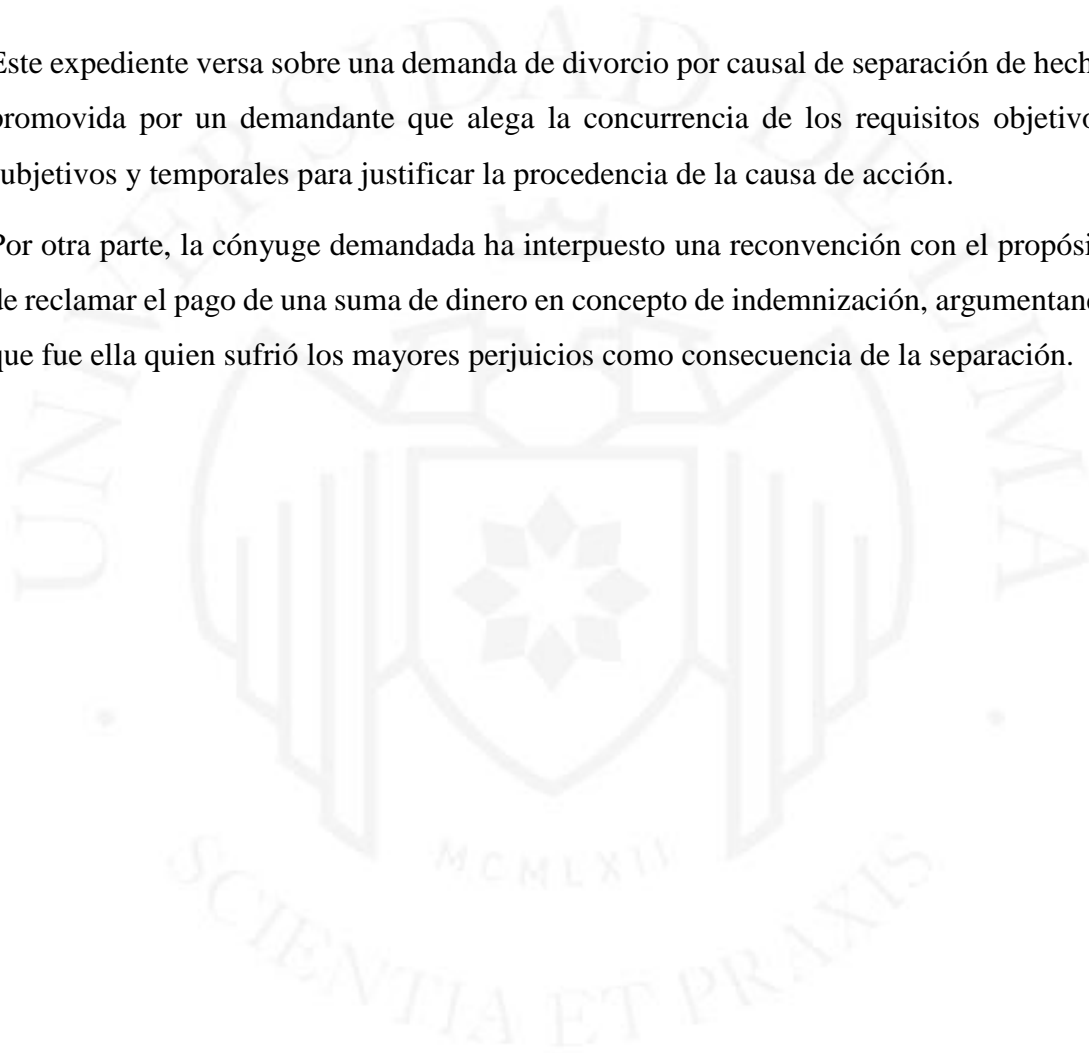 Este expediente versa sobre una demanda de divorcio por causal de separación de hech
promovida por un demandante que alega la concurrencia de los requisitos objetivo
subjetivos y temporales para justificar la procedencia de la causa de acción.
Por otra parte, la cónyuge demandada ha interpuesto una reconvención con el propósi
de reclamar el pago de una suma de dinero en concepto de indemnización, argumentand
que fue ella quien sufrió los mayores perjuicios como consecuencia de la separación.
UNIVERSIDAD DE LIMA
MCMLXII
SCIENTIA ET PRAXIS